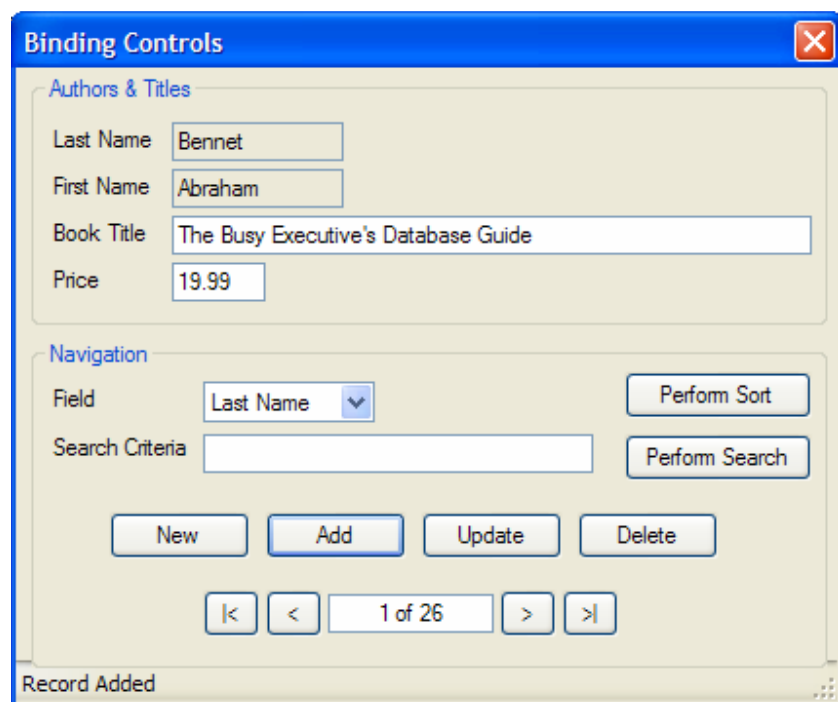 Binding Controls
Authors & Titles
Last Name Bennet
First Name Abraham
Book Title The Busy Executive's Database Guide
Price 19.99
Navigation
Field Last Name Perform Sort
Search Criteria Perform Search
New Add Update Delete
|< < 1 of 26 > >|
Record Added